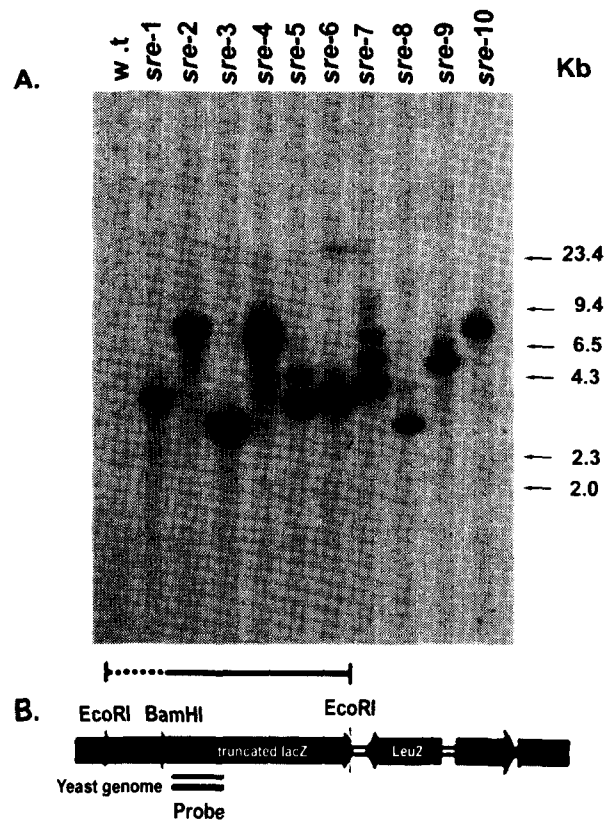 w.t sre-1 sre-2 sre-3 sre-4 sre-5 sre-6 sre-7 sre-8 sre-9 sre-10
A.
Kb
23.4
9.4
6.5
4.3
2.3
2.0
B.
EcoRI BamHI EcoRI
truncated lacZ Leu2
Yeast genome
Probe